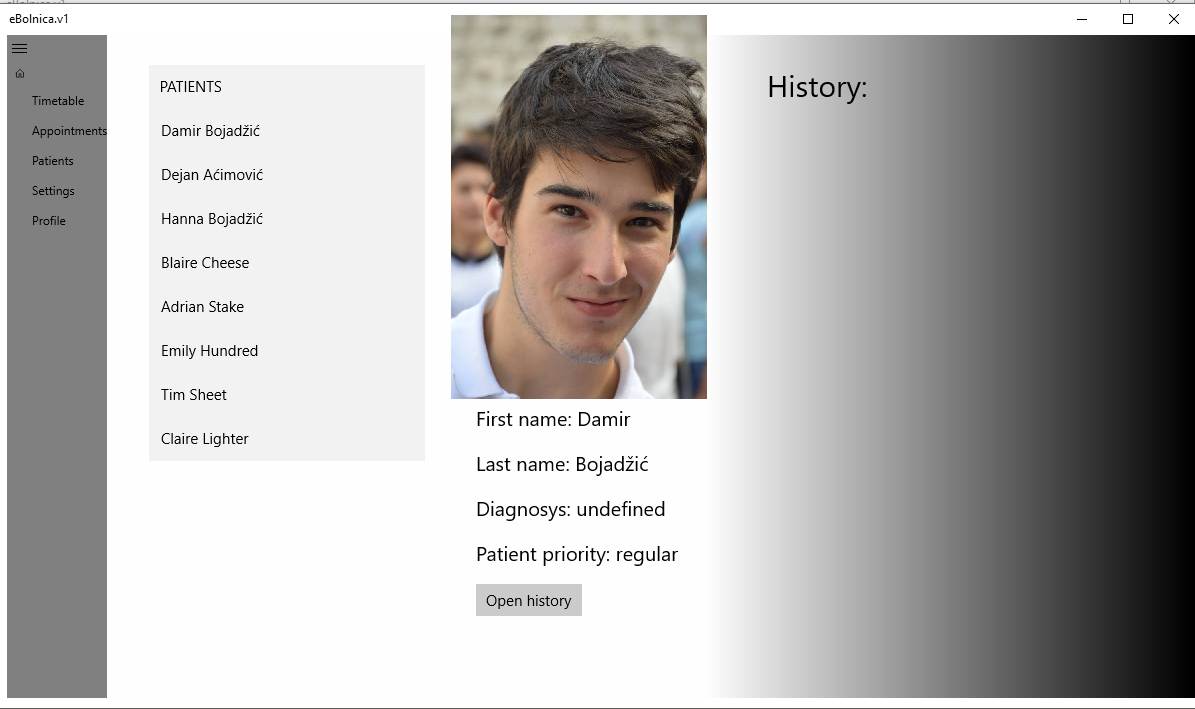 eBolnica.v1
Timetable
Appointments
Patients
Settings
Profile
PATIENTS
Damir Bojadžić
Dejan Aćimović
Hanna Bojadžić
Blaire Cheese
Adrian Stake
Emily Hundred
Tim Sheet
Claire Lighter
First name: Damir
Last name: Bojadžić
Diagnosys: undefined
Patient priority: regular
Open history
History: